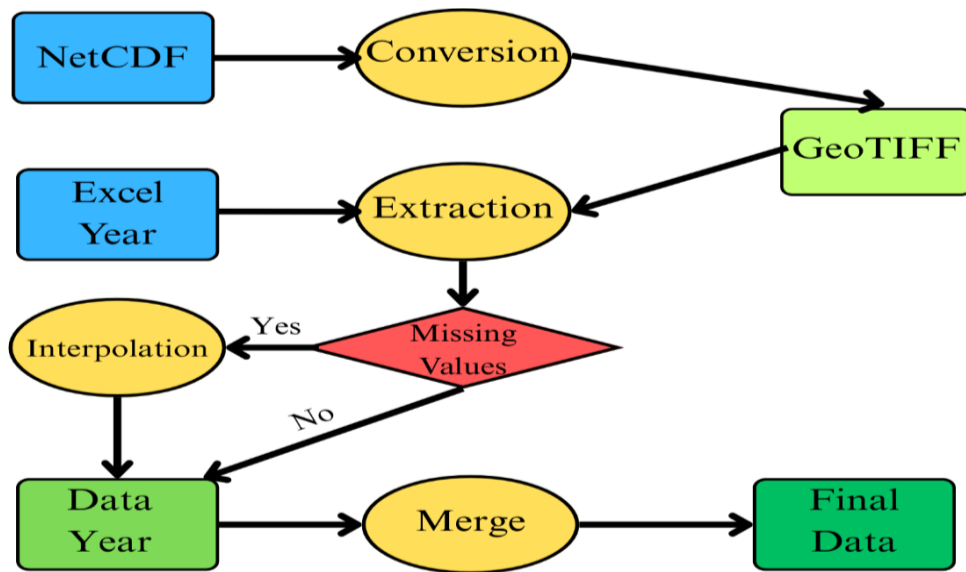 NetCDF
Conversion
GeoTIFF
Excel
Year
Extraction
Missing
Values
Yes
Interpolation
No
Data
Year
Merge
Final
Data